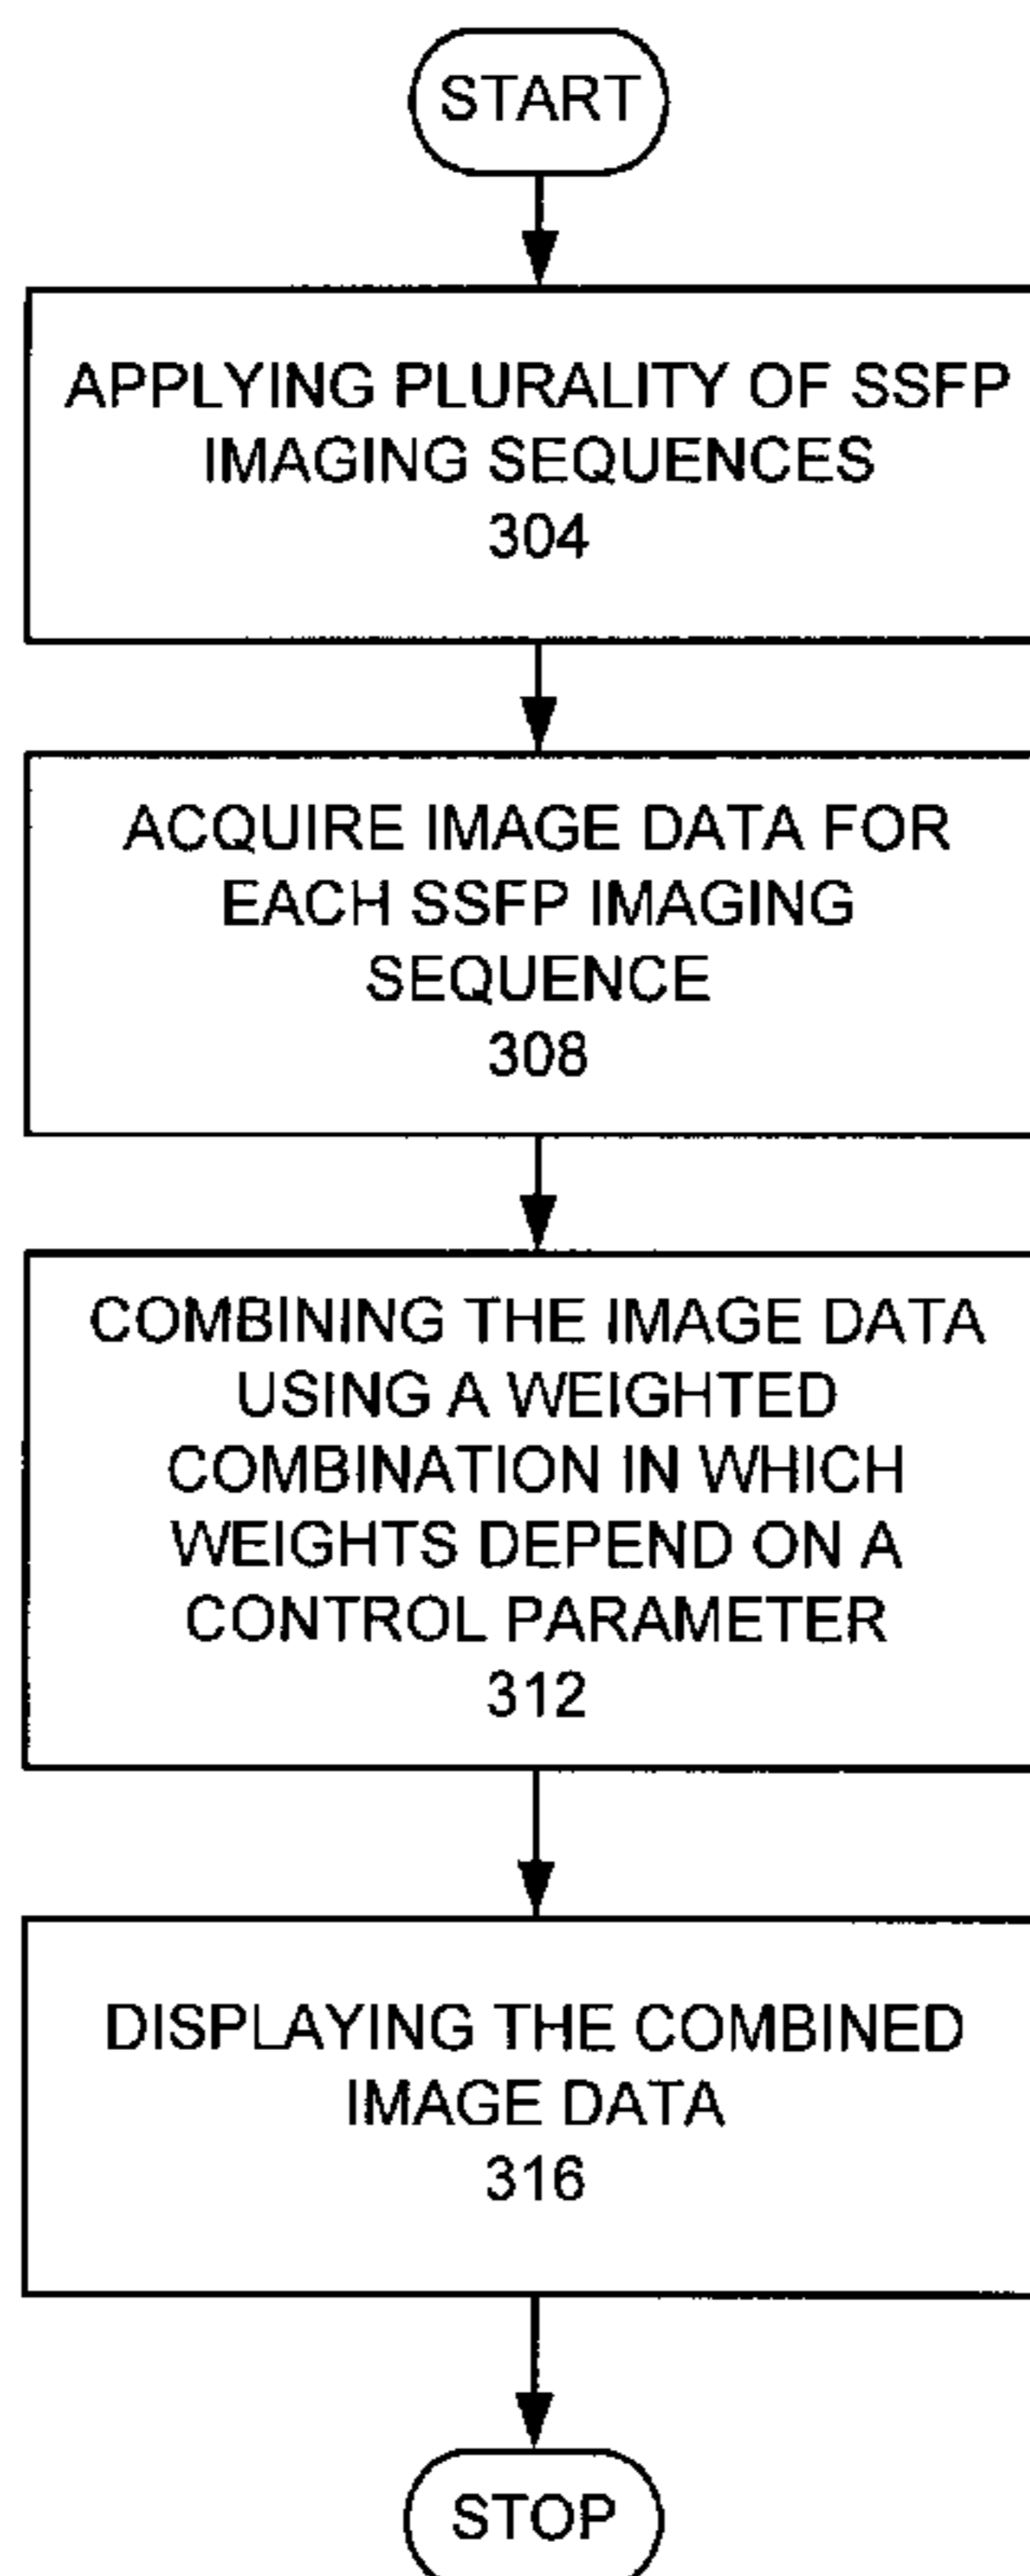 START
APPLYING PLURALITY OF SSFP
IMAGING SEQUENCES
304
ACQUIRE IMAGE DATA FOR
EACH SSFP IMAGING
SEQUENCE
308
COMBINING THE IMAGE DATA
USING A WEIGHTED
COMBINATION IN WHICH
WEIGHTS DEPEND ON A
CONTROL PARAMETER
312
DISPLAYING THE COMBINED
IMAGE DATA
316
STOP